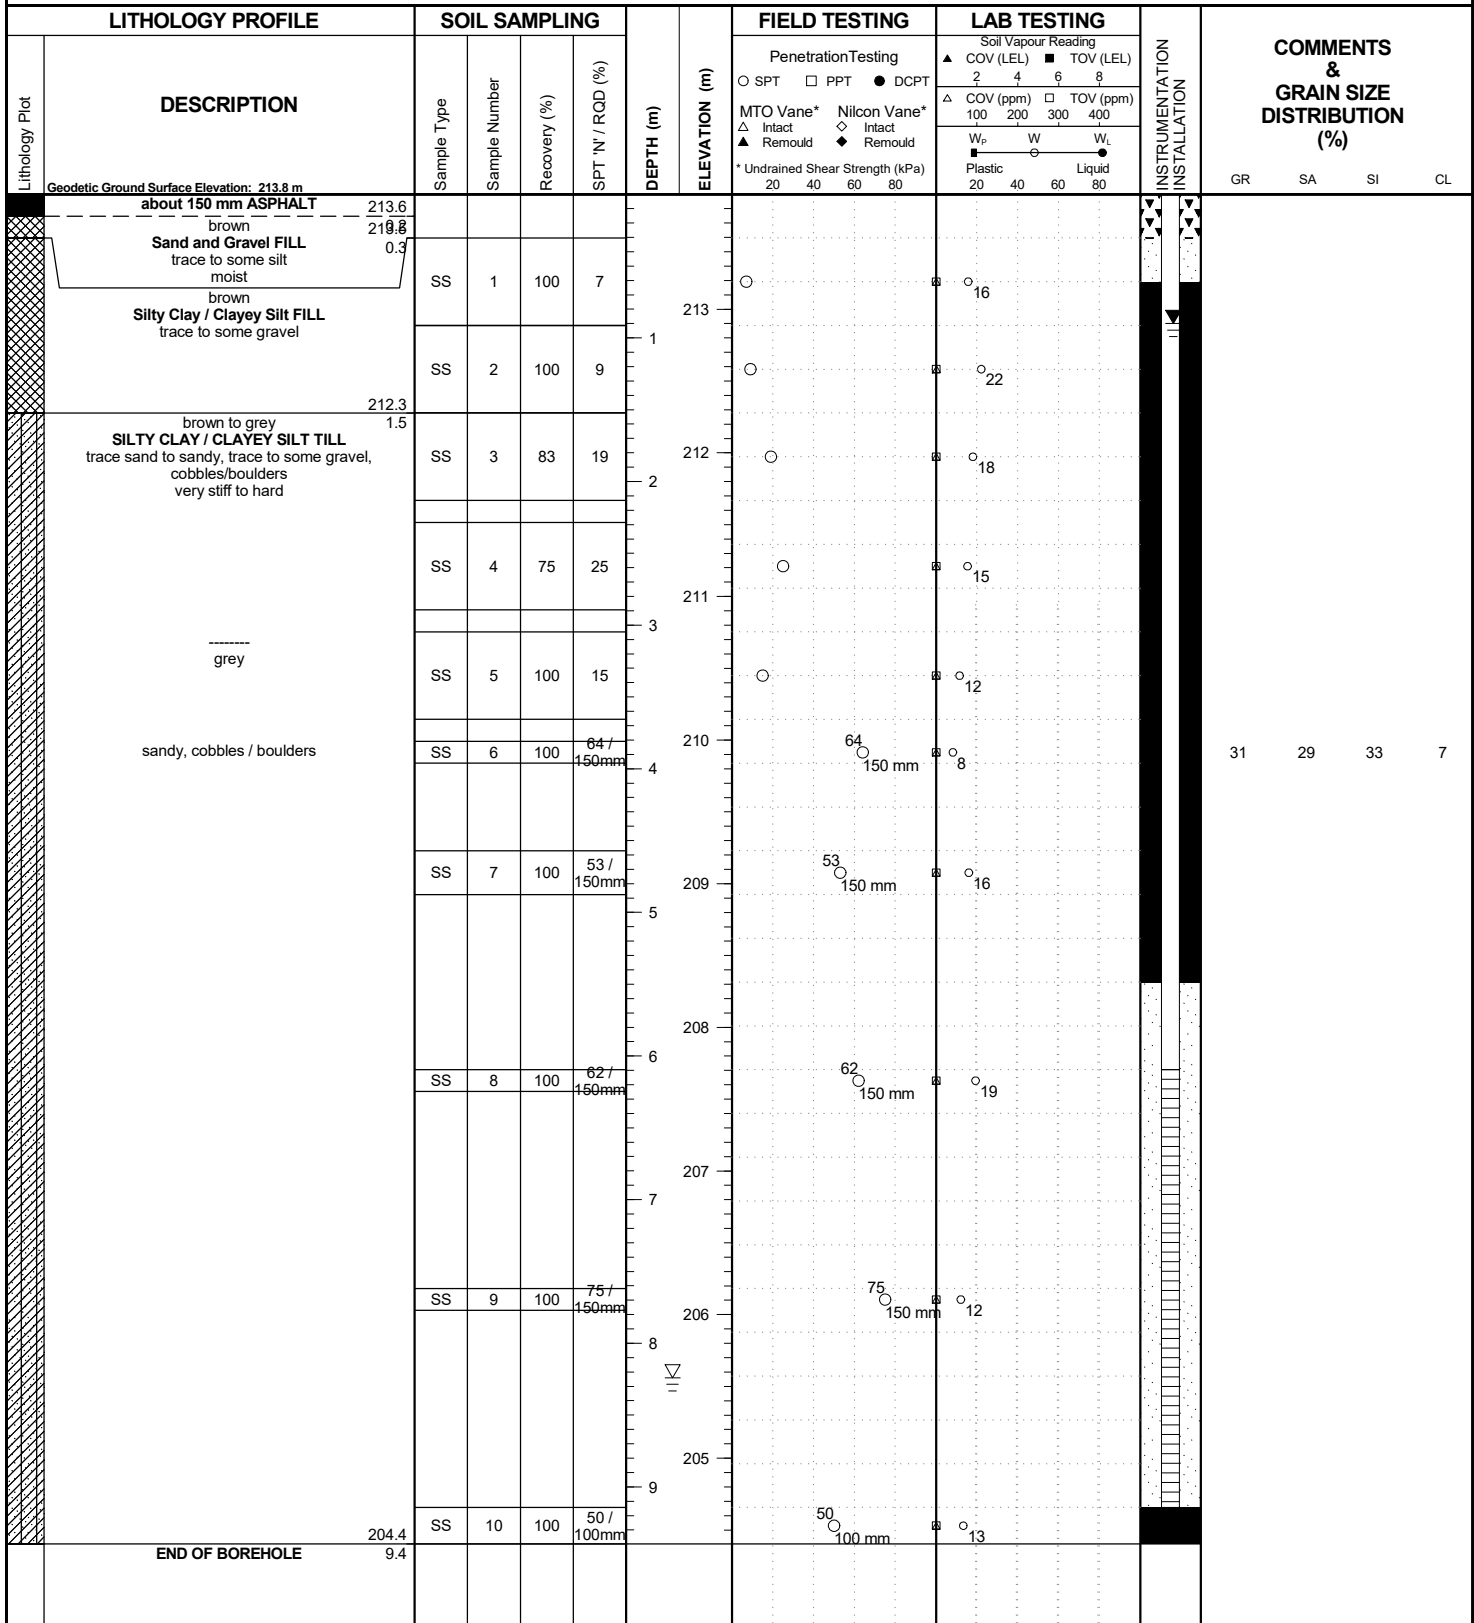 LITHOLOGY PROFILE
SOIL SAMPLING
FIELD TESTING
LAB TESTING
Lithology Plot
DESCRIPTION
Geodetic Ground Surface Elevation: 213.8 m
Sample Type
Sample Number
Recovery (%)
SPT 'N' / RQD (%)
DEPTH (m)
ELEVATION (m)
PenetrationTesting
SPT PPT DCPT
MTO Vane* Nilcon Vane*
Intact Intact
Remould Remould
* Undrained Shear Strength (kPa)
20 40 60 80
Soil Vapour Reading
COV (LEL) TOV (LEL)
2 4 6 8
COV (ppm) TOV (ppm)
100 200 300 400
WP W WL
Plastic Liquid
20 40 60 80
INSTRUMENTATION
INSTALLATION
COMMENTS
&
GRAIN SIZE
DISTRIBUTION
(%)
GR SA SI CL
about 150 mm ASPHALT 213.6
brown
Sand and Gravel FILL 0.3
trace to some silt
moist
SS 1 100 7 16
brown
Silty Clay / Clayey Silt FILL
213
trace to some gravel
1
SS 2 100 9 22
212.3
brown to grey 1.5
SILTY CLAY / CLAYEY SILT TILL
trace sand to sandy, trace to some gravel,
212
cobbles/boulders
SS 3 83 19 18
very stiff to hard
2
SS 4 75 25 15
211
3
--------
grey
SS 5 100 15 12
210
sandy, cobbles / boulders
SS 6 100 64 / 150mm 64 150 mm 8 31 29 33 7
4
SS 7 100 53 / 150mm 53 150 mm 16
209
5
208
6
SS 8 100 62 / 150mm 62 150 mm 19
207
7
SS 9 100 75 / 150mm 75 150 mm 12
206
8
205
9
SS 10 100 50 / 100mm 50 100 mm 13
204.4
END OF BOREHOLE 9.4